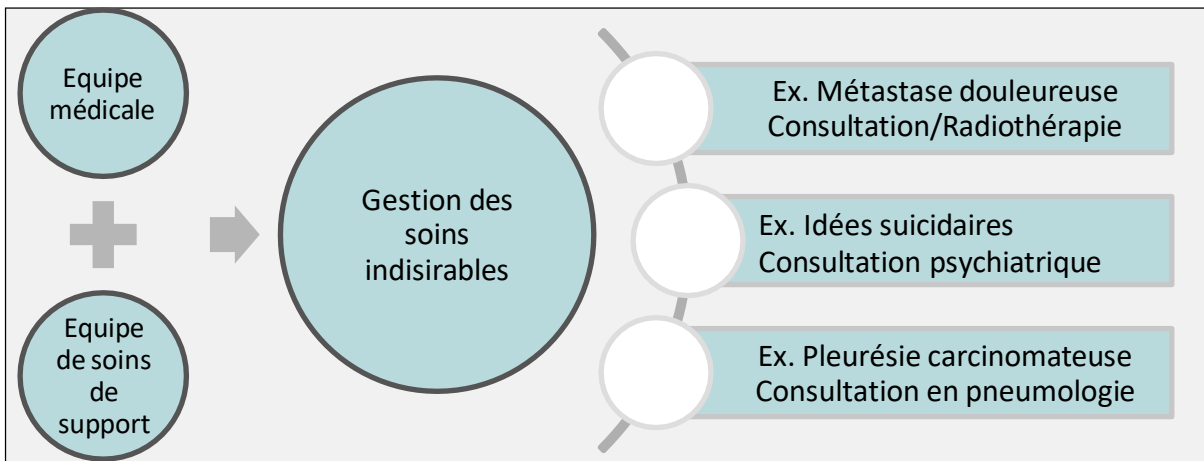 Equipe
médicale
Equipe
de soins
de
support
Gestion des
soins
indisirables
Ex. Métastase douleureuse
Consultation/Radiothérapie
Ex. Idées suicidaires
Consultation psychiatrique
Ex. Pleurésie carcinomateuse
Consultation en pneumologie